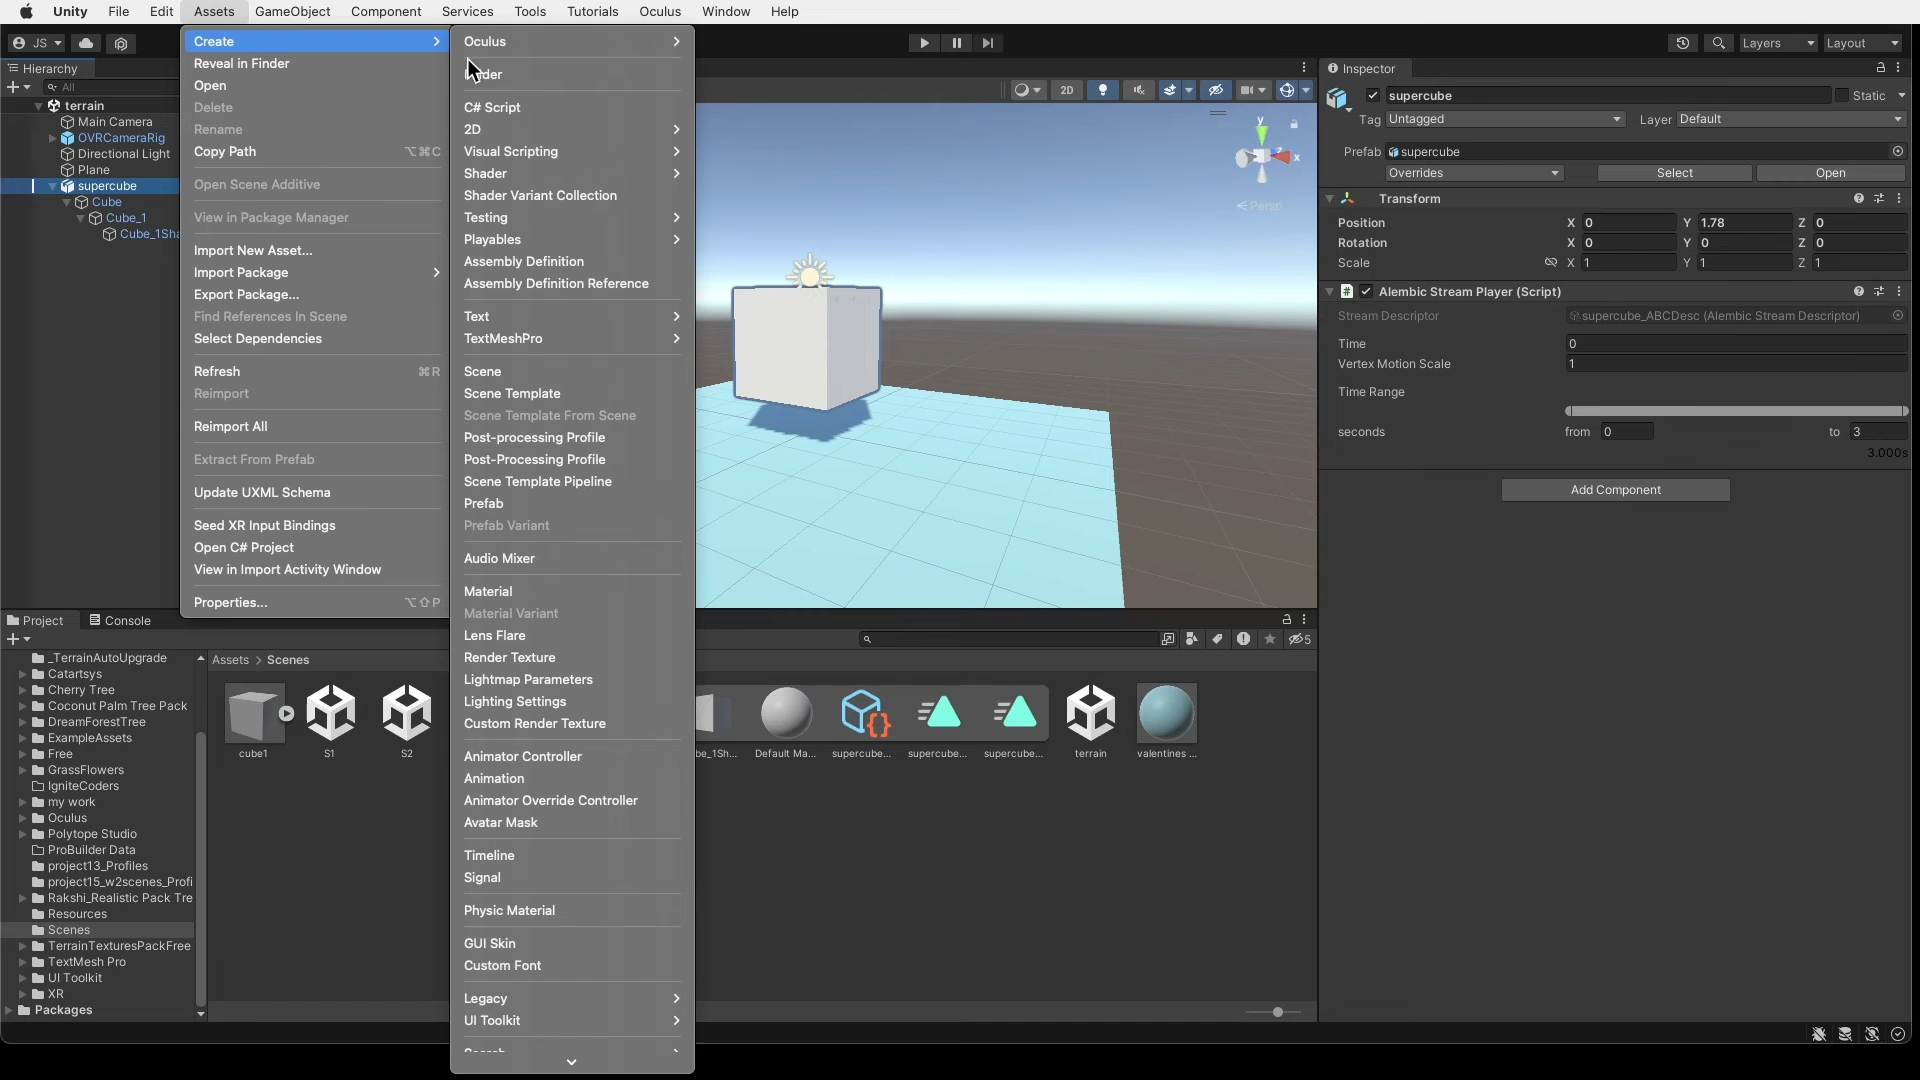 Unity File Edit Assets GameObject Component Services Tools Tutorials Oculus Window Help
JS
Layers Layout
Hierarchy
All
terrain
Main Camera
OVRCameraRig
Directional Light
Plane
supercube
Cube
Cube_1
Cube_1Sha
Create
Reveal in Finder
Open
Delete
Rename
Copy Path ⌥⌘C
Open Scene Additive
View in Package Manager
Import New Asset...
Import Package
Export Package...
Find References In Scene
Select Dependencies
Refresh ⌘R
Reimport
Reimport All
Extract From Prefab
Update UXML Schema
Seed XR Input Bindings
Open C# Project
View in Import Activity Window
Properties... ⌥⇧P
Oculus
C# Script
2D
Visual Scripting
Shader
Shader Variant Collection
Testing
Playables
Assembly Definition
Assembly Definition Reference
Text
TextMeshPro
Scene
Scene Template
Scene Template From Scene
Post-processing Profile
Post-Processing Profile
Scene Template Pipeline
Prefab
Prefab Variant
Audio Mixer
Material
Material Variant
Lens Flare
Render Texture
Lightmap Parameters
Lighting Settings
Custom Render Texture
Animator Controller
Animation
Animator Override Controller
Avatar Mask
Timeline
Signal
Physic Material
GUI Skin
Custom Font
Legacy
UI Toolkit
2D
y
x
z
Persp
Inspector
supercube Static
Tag Untagged Layer Default
Prefab supercube
Overrides Select Open
Transform
Position X 0 Y 1.78 Z 0
Rotation X 0 Y 0 Z 0
Scale X 1 Y 1 Z 1
Alembic Stream Player (Script)
Stream Descriptor supercube_ABCDesc (Alembic Stream Descriptor)
Time 0
Vertex Motion Scale 1
Time Range
seconds from 0 to 3
3.000s
Add Component
Project Console
5
_TerrainAutoUpgrade
Catartsys
Cherry Tree
Coconut Palm Tree Pack
DreamForestTree
ExampleAssets
Free
GrassFlowers
IgniteCoders
my work
Oculus
Polytope Studio
ProBuilder Data
project13_Profiles
project15_w2scenes_Profi
Rakshi_Realistic Pack Tre
Resources
Scenes
TerrainTexturesPackFree
TextMesh Pro
UI Toolkit
XR
Packages
Assets > Scenes
cube1 S1 S2 be_1Sh... Default Ma... supercube... supercube... supercube... terrain valentines ...